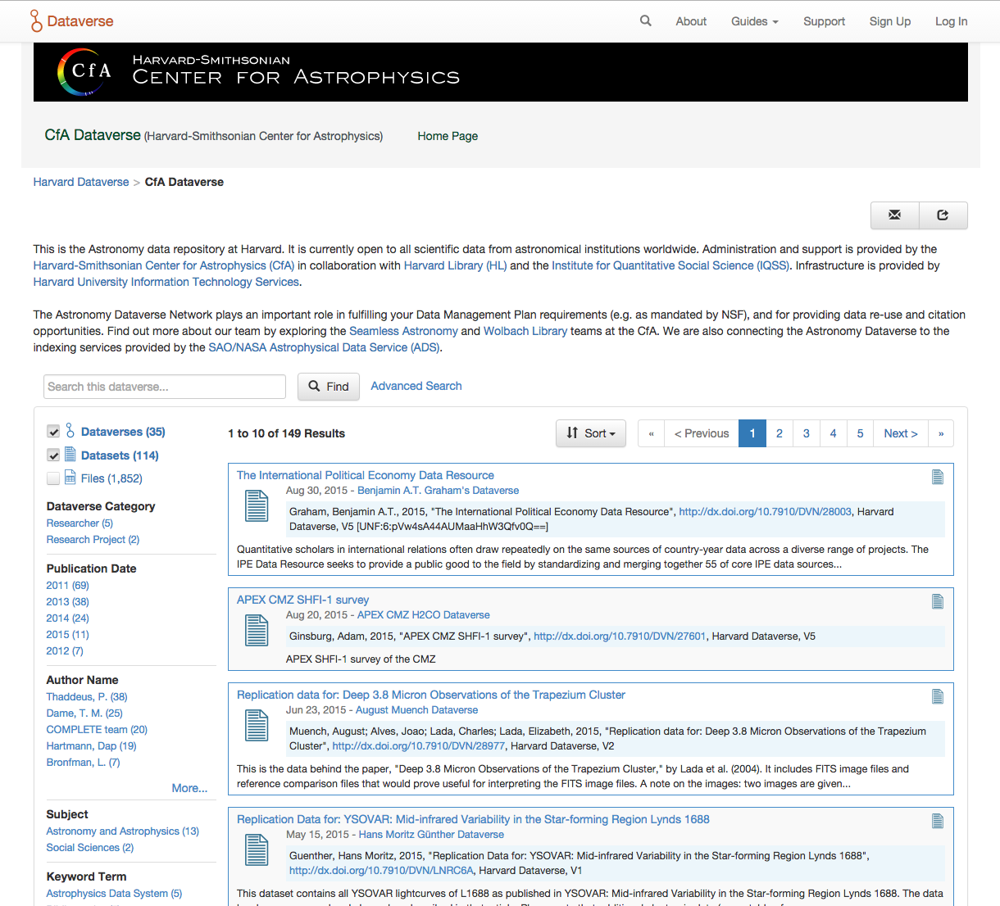 Dataverse
About
Guides
Support
Sign Up
Log In
CfA
HARVARD-SMITHSONIAN
CENTER FOR ASTROPHYSICS
CfA Dataverse (Harvard-Smithsonian Center for Astrophysics)
Home Page
Harvard Dataverse > CfA Dataverse
This is the Astronomy data repository at Harvard. It is currently open to all scientific data from astronomical institutions worldwide. Administration and support is provided by the
Harvard-Smithsonian Center for Astrophysics (CfA) in collaboration with Harvard Library (HL) and the Institute for Quantitative Social Science (IQSS). Infrastructure is provided by
Harvard University Information Technology Services.
The Astronomy Dataverse Network plays an important role in fulfilling your Data Management Plan requirements (e.g. as mandated by NSF), and for providing data re-use and citation
opportunities. Find out more about our team by exploring the Seamless Astronomy and Wolbach Library teams at the CfA. We are also connecting the Astronomy Dataverse to the
indexing services provided by the SAO/NASA Astrophysical Data Service (ADS).
Search this dataverse...
Find
Advanced Search
Dataverses (35)
Datasets (114)
Files (1,852)
Dataverse Category
Researcher (5)
Research Project (2)
Publication Date
2011 (69)
2013 (38)
2014 (24)
2015 (11)
2012 (7)
Author Name
Thaddeus, P. (38)
Dame, T. M. (25)
COMPLETE team (20)
Hartmann, Dap (19)
Bronfman, L. (7)
More...
Subject
Astronomy and Astrophysics (13)
Social Sciences (2)
Keyword Term
Astrophysics Data System (5)
1 to 10 of 149 Results
Sort
« < Previous 1 2 3 4 5 Next > »
The International Political Economy Data Resource
Aug 30, 2015 - Benjamin A.T. Graham's Dataverse
Graham, Benjamin A.T., 2015, "The International Political Economy Data Resource", http://dx.doi.org/10.7910/DVN/28003, Harvard
Dataverse, V5 [UNF:6:pVw4sA44AUMaaHhW3Qfv0Q==]
Quantitative scholars in international relations often draw repeatedly on the same sources of country-year data across a diverse range of projects. The
IPE Data Resource seeks to provide a public good to the field by standardizing and merging together 55 of core IPE data sources...
APEX CMZ SHFI-1 survey
Aug 20, 2015 - APEX CMZ H2CO Dataverse
Ginsburg, Adam, 2015, "APEX CMZ SHFI-1 survey", http://dx.doi.org/10.7910/DVN/27601, Harvard Dataverse, V5
APEX SHFI-1 survey of the CMZ
Replication data for: Deep 3.8 Micron Observations of the Trapezium Cluster
Jun 23, 2015 - August Muench Dataverse
Muench, August; Alves, Joao; Lada, Charles; Lada, Elizabeth, 2015, "Replication data for: Deep 3.8 Micron Observations of the Trapezium
Cluster", http://dx.doi.org/10.7910/DVN/28977, Harvard Dataverse, V2
This is the data behind the paper, "Deep 3.8 Micron Observations of the Trapezium Cluster," by Lada et al. (2004). It includes FITS image files and
reference comparison files that would prove useful for interpreting the FITS image files. A note on the images: two images are given...
Replication Data for: YSOVAR: Mid-infrared Variability in the Star-forming Region Lynds 1688
May 15, 2015 - Hans Moritz Günther Dataverse
Guenther, Hans Moritz, 2015, "Replication Data for: YSOVAR: Mid-infrared Variability in the Star-forming Region Lynds 1688",
http://dx.doi.org/10.7910/DVN/LNRC6A, Harvard Dataverse, V1
This dataset contains all YSOVAR lightcurves of L1688 as published in YSOVAR: Mid-infrared Variability in the Star-forming Region Lynds 1688. The data